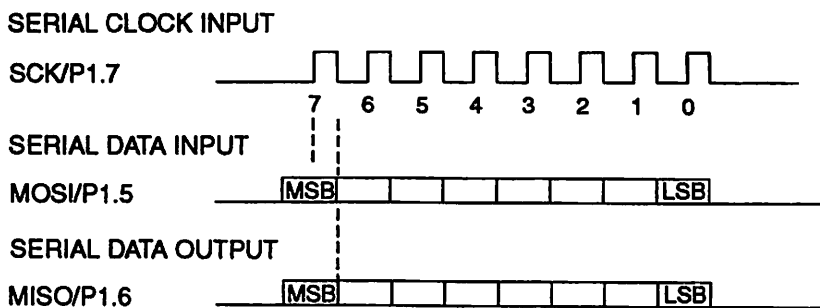 SERIAL CLOCK INPUT
SCK/P1.7
7 6 5 4 3 2 1 0
SERIAL DATA INPUT
MOSI/P1.5 MSB LSB
SERIAL DATA OUTPUT
MISO/P1.6 MSB LSB